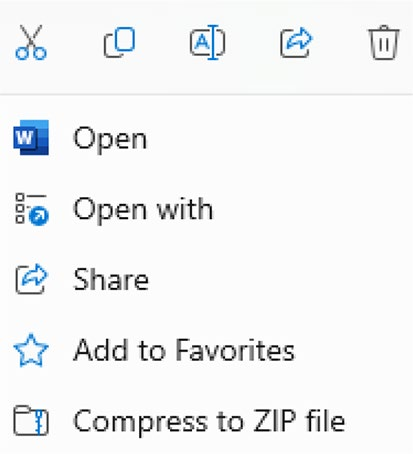 Open
Open with
Share
Add to Favorites
Compress to ZIP file